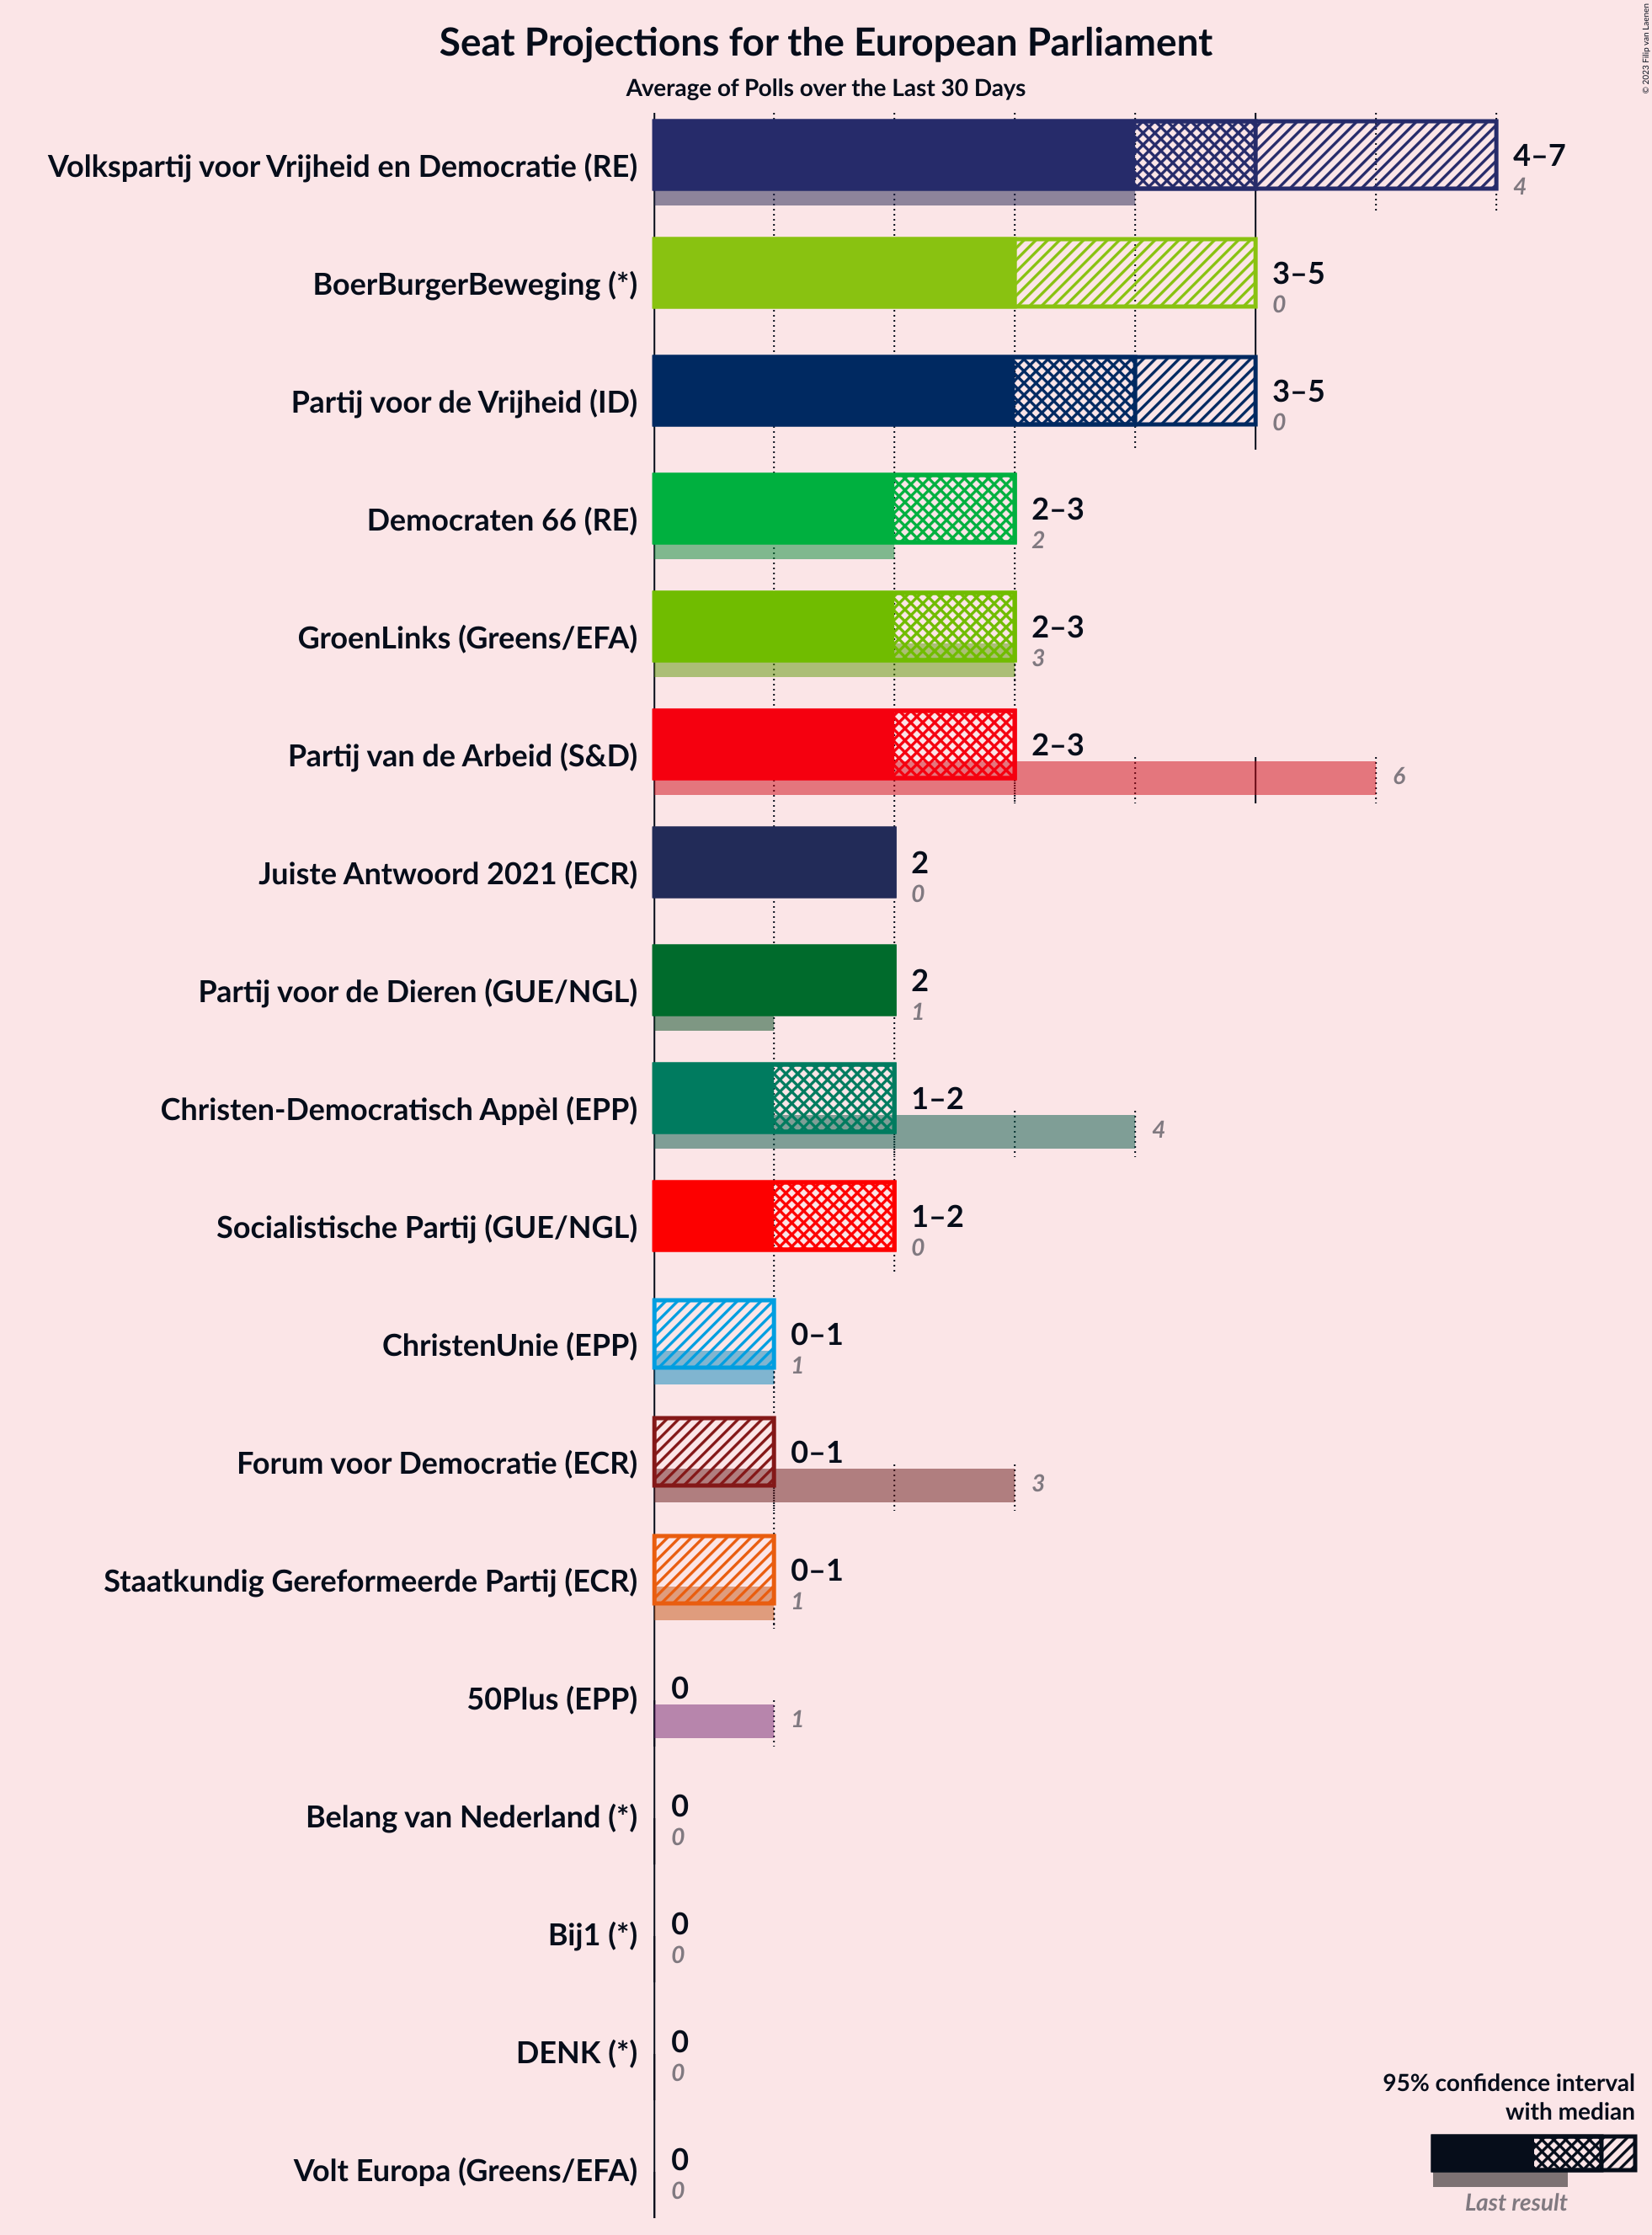 Seat Projections for the European Parliament
Average of Polls over the Last 30 Days
© 2023 Filip van Laenen
Volkspartij voor Vrijheid en Democratie (RE)
4–7
4
BoerBurgerBeweging (*)
3–5
0
Partij voor de Vrijheid (ID)
3–5
0
Democraten 66 (RE)
2–3
2
GroenLinks (Greens/EFA)
2–3
3
Partij van de Arbeid (S&D)
2–3
6
Juiste Antwoord 2021 (ECR)
2
0
Partij voor de Dieren (GUE/NGL)
2
1
Christen-Democratisch Appèl (EPP)
1–2
4
Socialistische Partij (GUE/NGL)
1–2
0
ChristenUnie (EPP)
0–1
1
Forum voor Democratie (ECR)
0–1
3
Staatkundig Gereformeerde Partij (ECR)
0–1
1
50Plus (EPP)
0
1
Belang van Nederland (*)
0
0
Bij1 (*)
0
0
DENK (*)
0
0
Volt Europa (Greens/EFA)
0
0
95% confidence interval
with median
Last result